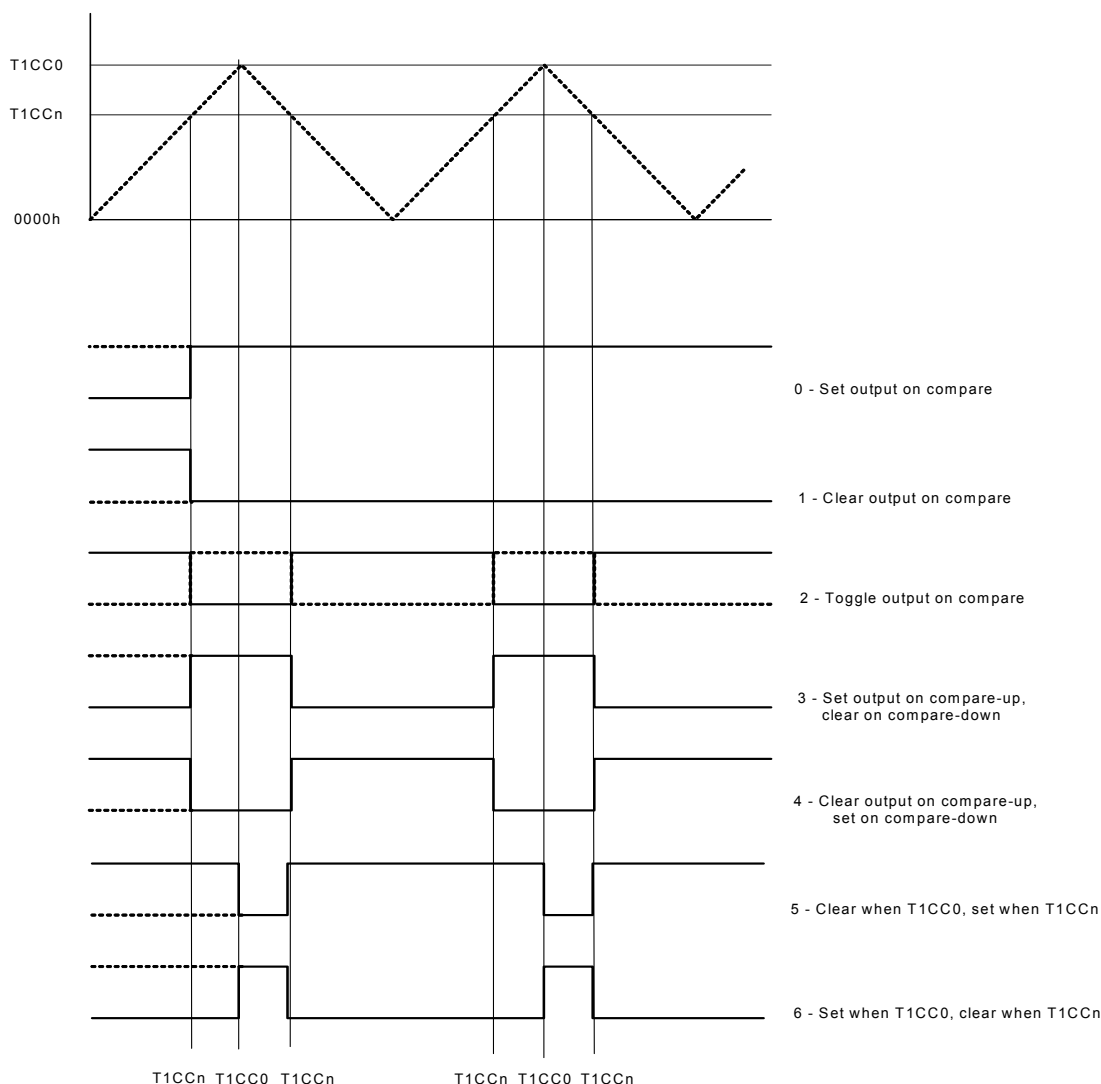 T1CC0
T1CCn
0000h
0 - Set output on compare
1 - Clear output on compare
2 - Toggle output on compare
3 - Set output on compare-up,
clear on compare-down
4 - Clear output on compare-up,
set on compare-down
5 - Clear when T1CC0, set when T1CCn
6 - Set when T1CC0, clear when T1CCn
T1CCn T1CC0 T1CCn T1CCn T1CC0 T1CCn